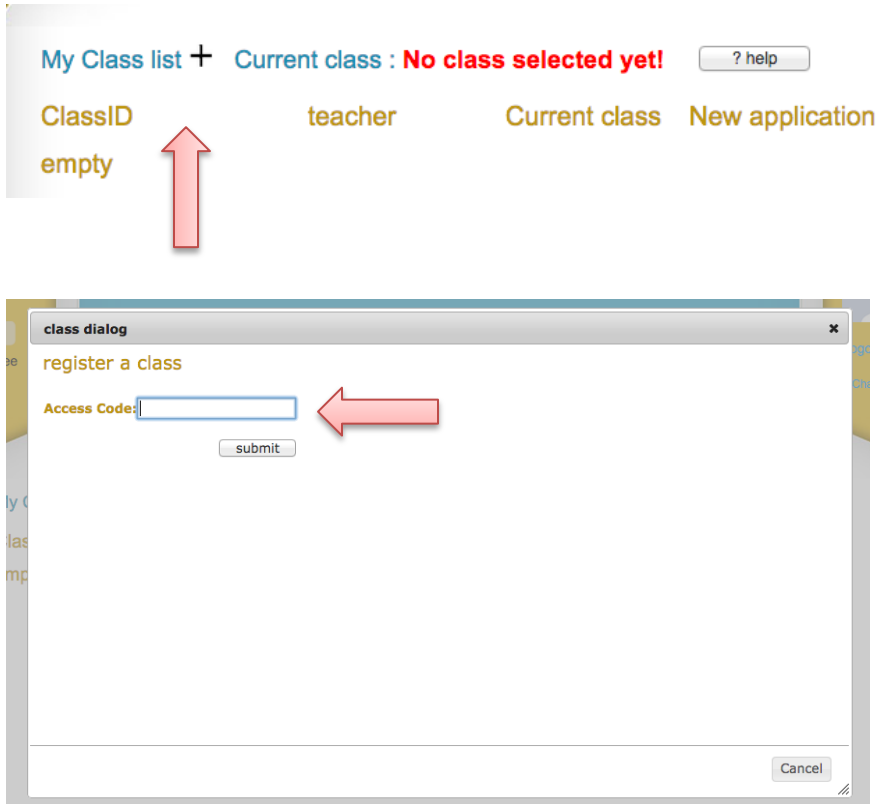 My Class list + Current class : No class selected yet! ? help
ClassID teacher Current class New application
empty
class dialog ×
register a class
Access Code:
submit
Cancel